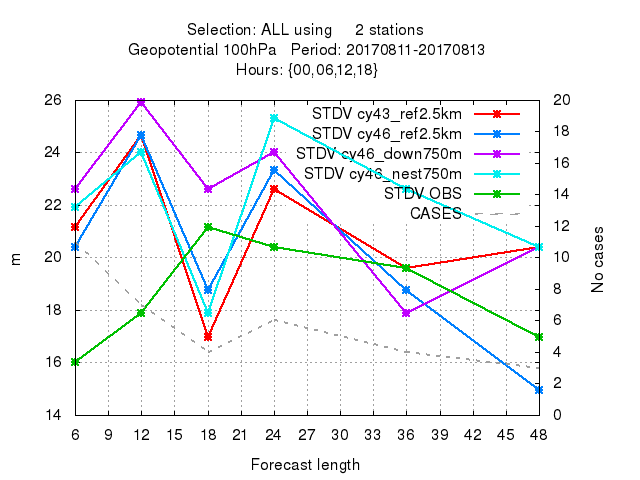 Selection: ALL using 2 stations
Geopotential 100hPa Period: 20170811-20170813
Hours: {00,06,12,18}
STDV cy43_ref2.5km
STDV cy46_ref2.5km
STDV cy46_down750m
STDV cy46_nest750m
STDV OBS
CASES
26
24
22
20
18
16
14
m
20
18
16
14
12
10
8
6
4
2
0
No cases
6 9 12 15 18 21 24 27 30 33 36 39 42 45 48
Forecast length